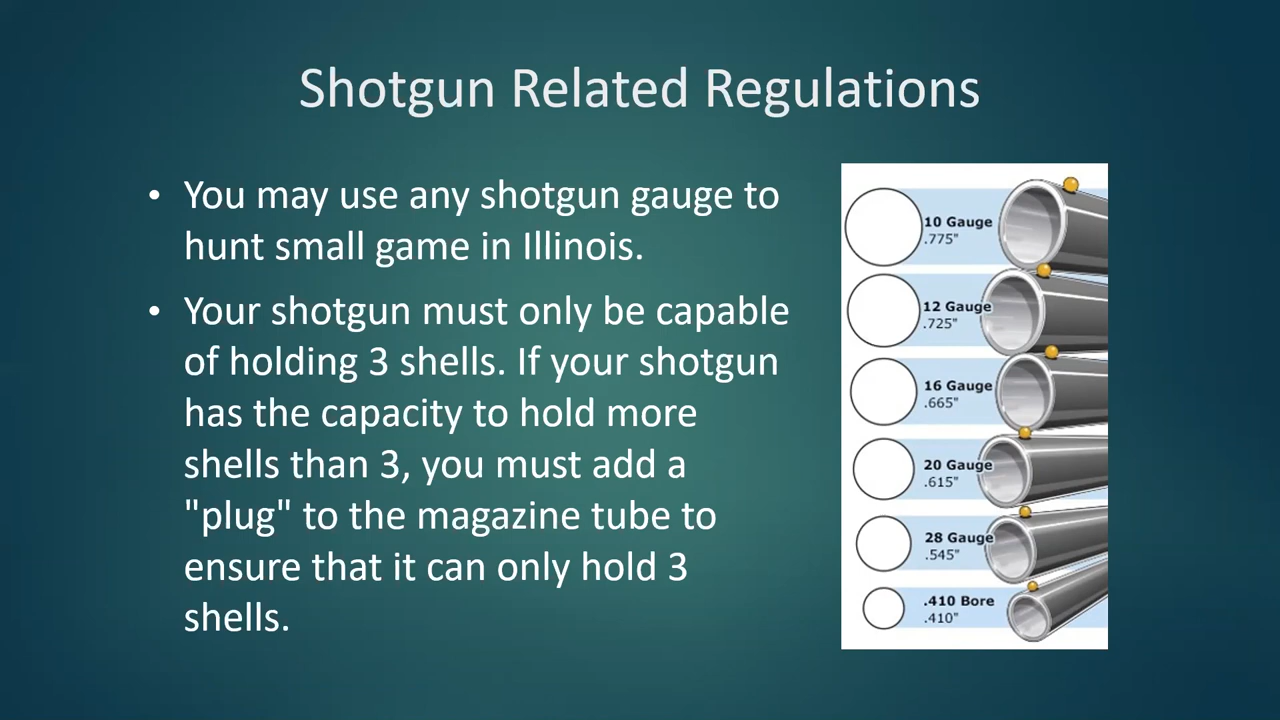 Shotgun Related Regulations
• You may use any shotgun gauge to
hunt small game in Illinois.
• Your shotgun must only be capable
of holding 3 shells. If your shotgun
has the capacity to hold more
shells than 3, you must add a
"plug" to the magazine tube to
ensure that it can only hold 3
shells.
10 Gauge
.775"
12 Gauge
.725"
16 Gauge
.665"
20 Gauge
.615"
28 Gauge
.545"
.410 Bore
.410"